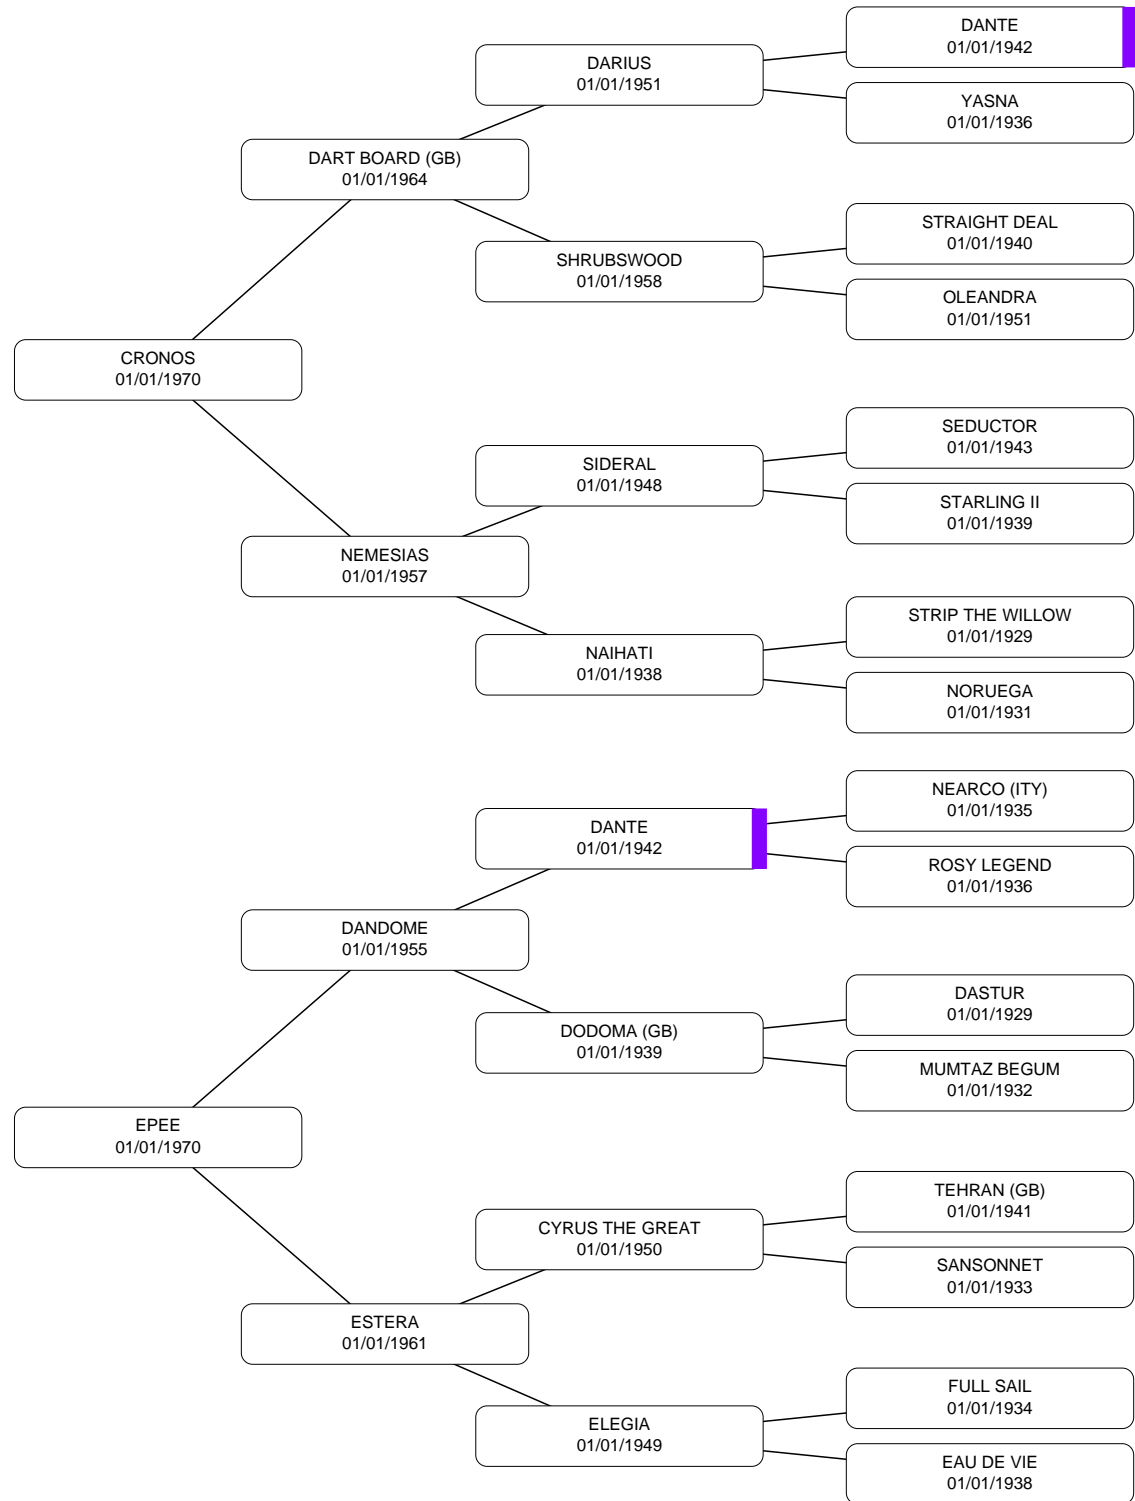 DANTE
01/01/1942
DARIUS
01/01/1951
YASNA
01/01/1936
DART BOARD (GB)
01/01/1964
STRAIGHT DEAL
01/01/1940
SHRUBSWOOD
01/01/1958
OLEANDRA
01/01/1951
CRONOS
01/01/1970
SEDUCTOR
01/01/1943
SIDERAL
01/01/1948
STARLING II
01/01/1939
NEMESIAS
01/01/1957
STRIP THE WILLOW
01/01/1929
NAIHATI
01/01/1938
NORUEGA
01/01/1931
NEARCO (ITY)
01/01/1935
DANTE
01/01/1942
ROSY LEGEND
01/01/1936
DANDOME
01/01/1955
DASTUR
01/01/1929
DODOMA (GB)
01/01/1939
MUMTAZ BEGUM
01/01/1932
EPEE
01/01/1970
TEHRAN (GB)
01/01/1941
CYRUS THE GREAT
01/01/1950
SANSONNET
01/01/1933
ESTERA
01/01/1961
FULL SAIL
01/01/1934
ELEGIA
01/01/1949
EAU DE VIE
01/01/1938